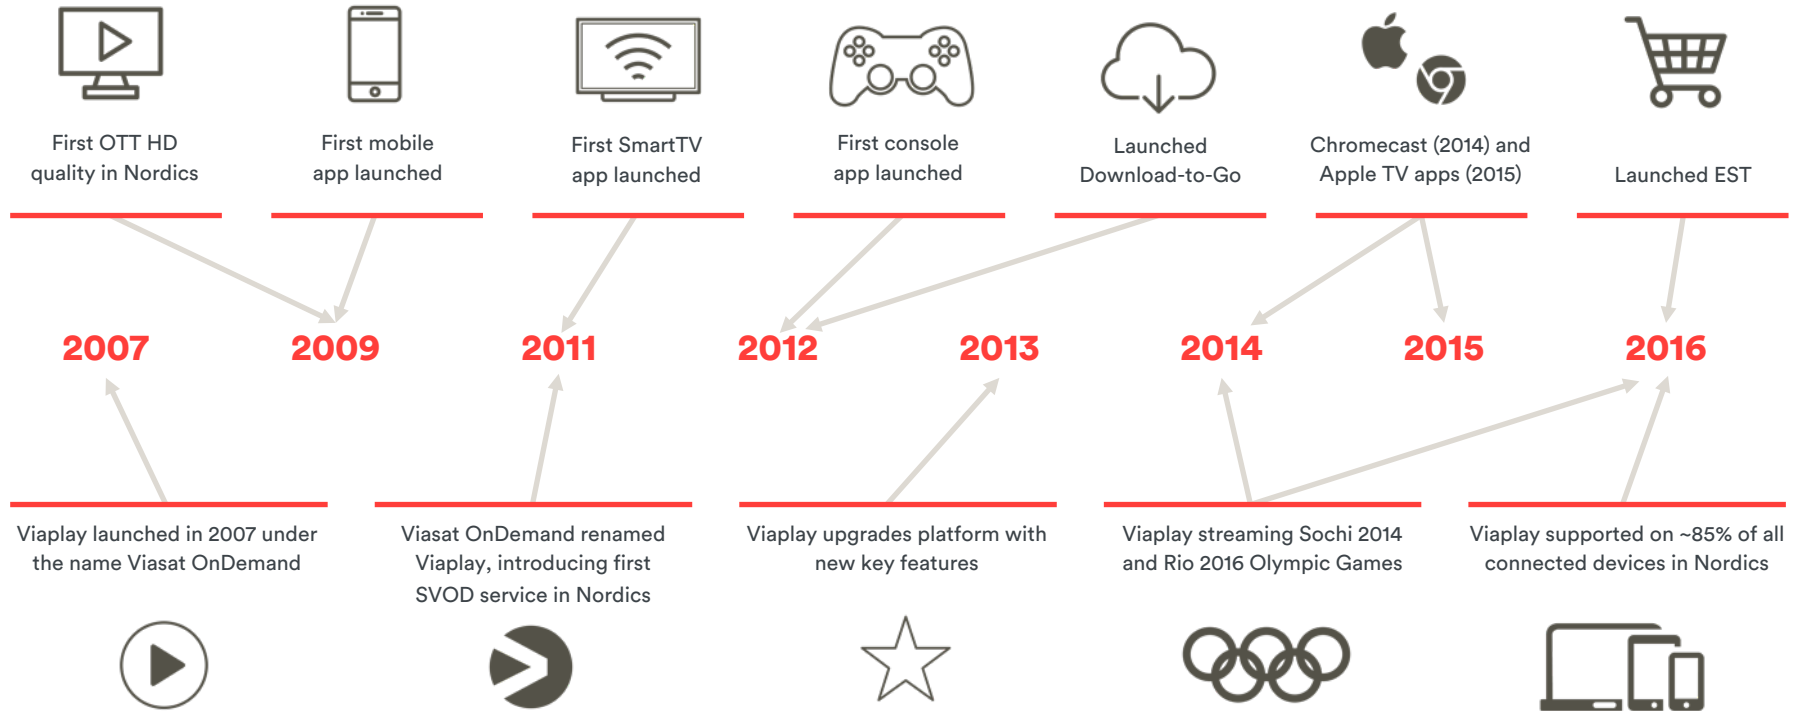 First OTT HD
quality in Nordics
First mobile
app launched
First SmartTV
app launched
First console
app launched
Launched
Download-to-Go
Chromecast (2014) and
Apple TV apps (2015)
Launched EST
2007
2009
2011
2012
2013
2014
2015
2016
Viaplay launched in 2007 under
the name Viasat OnDemand
Viasat OnDemand renamed
Viaplay, introducing first
SVOD service in Nordics
Viaplay upgrades platform with
new key features
Viaplay streaming Sochi 2014
and Rio 2016 Olympic Games
Viaplay supported on ~85% of all
connected devices in Nordics